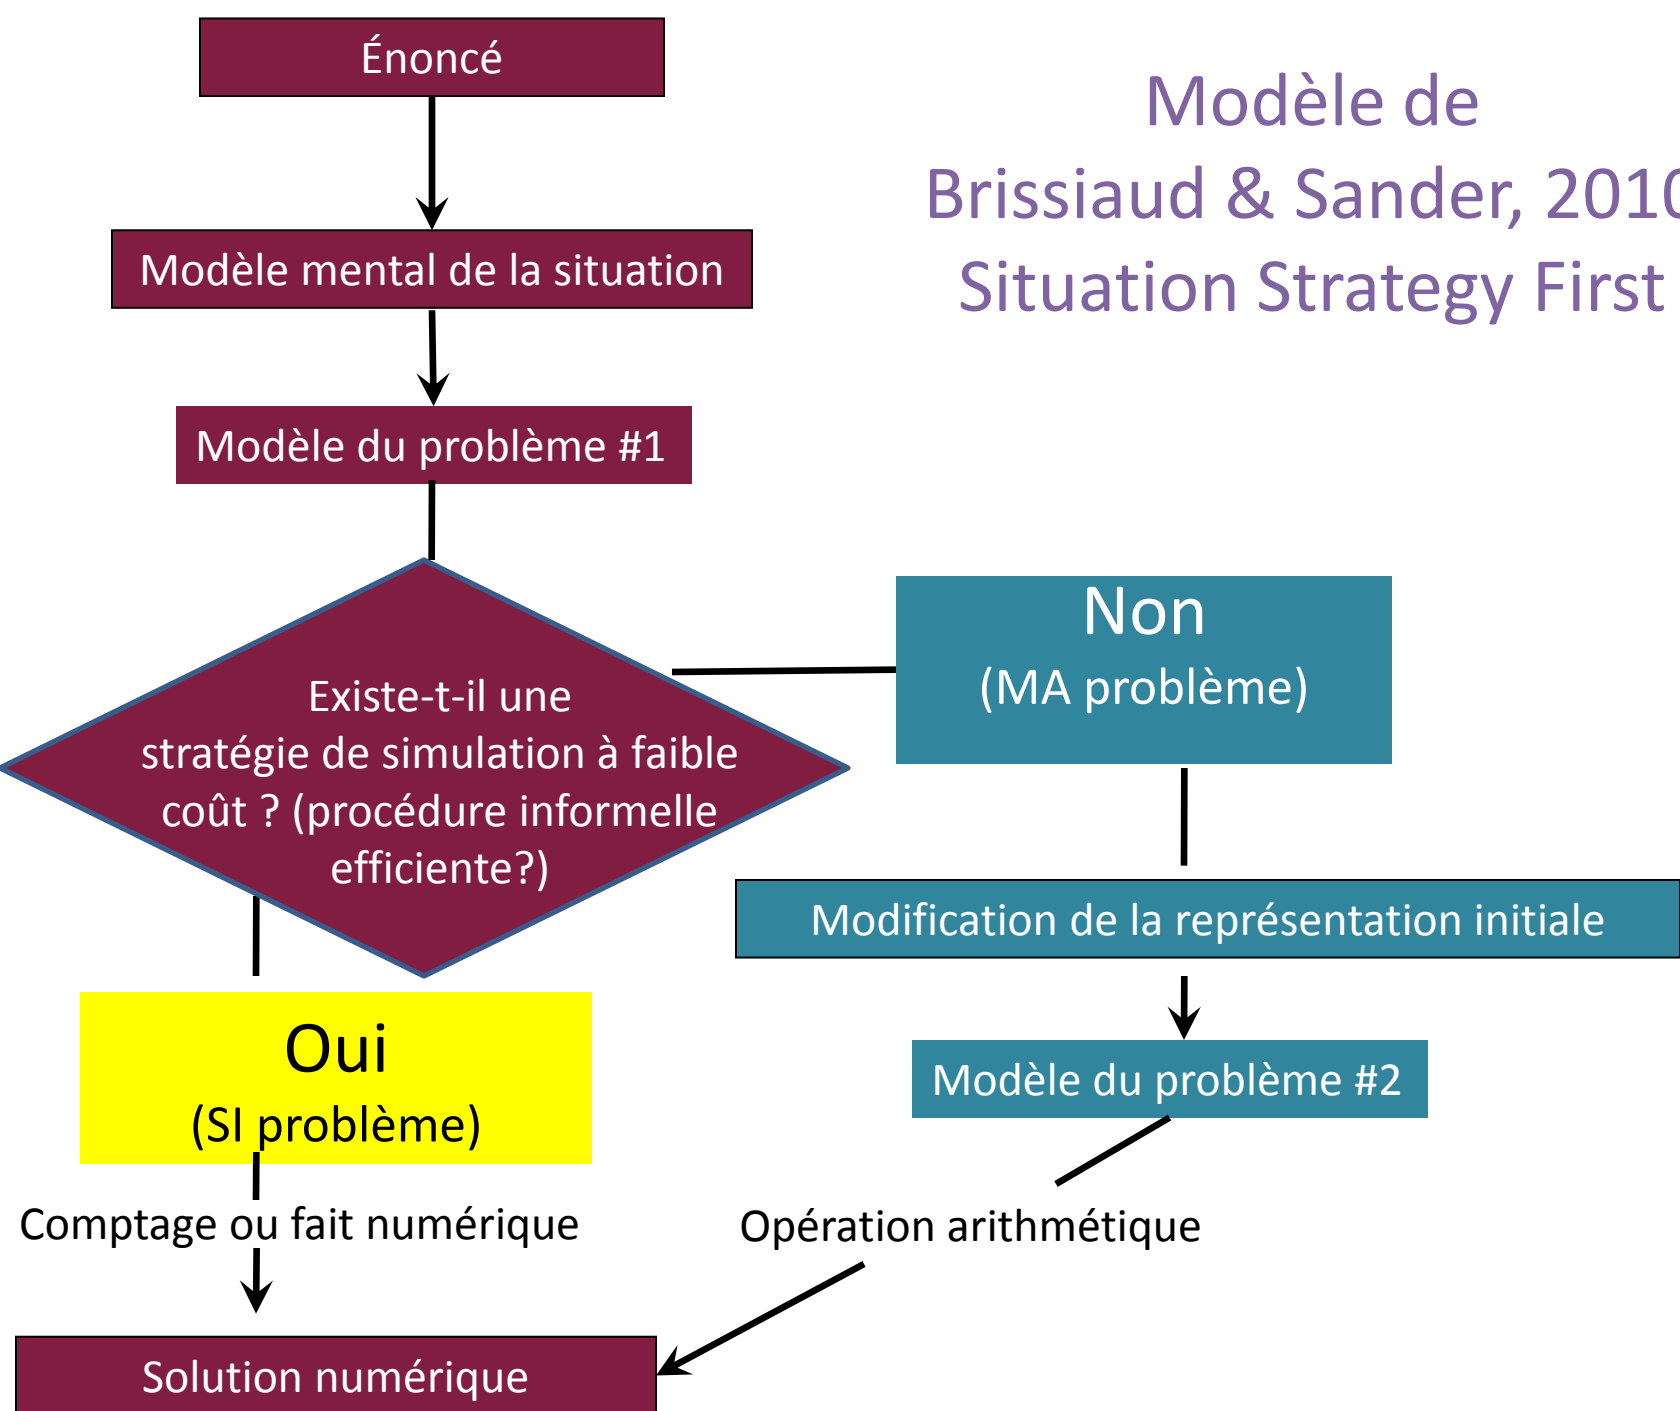 Énoncé
Modèle de
Brissiaud & Sander, 2010
Situation Strategy First
Modèle mental de la situation
Modèle du problème #1
Existe-t-il une
stratégie de simulation à faible
coût ? (procédure informelle
efficiente?)
Non
(MA problème)
Modification de la représentation initiale
Modèle du problème #2
Oui
(SI problème)
Comptage ou fait numérique
Opération arithmétique
Solution numérique